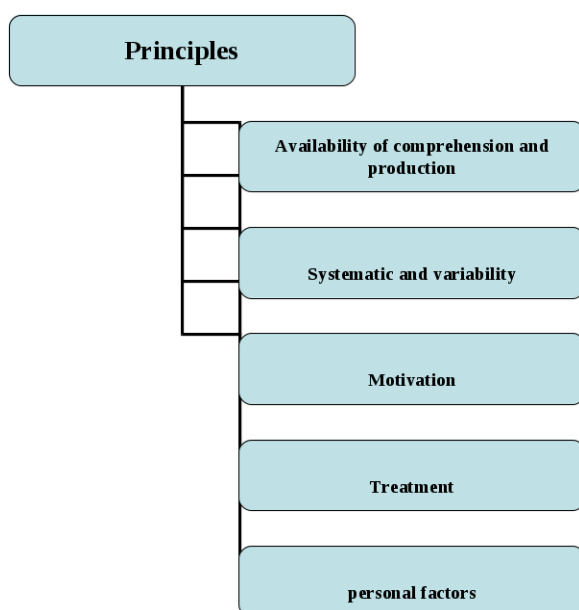 Principles
Availability of comprehension and
production
Systematic and variability
Motivation
Treatment
personal factors